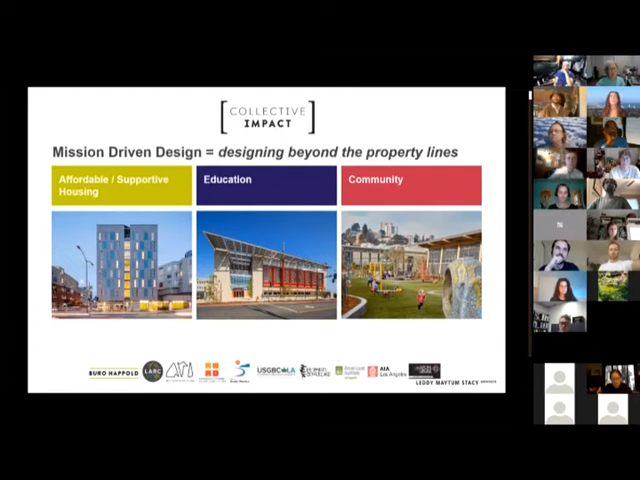 COLLECTIVE
IMPACT
Mission Driven Design = designing beyond the property lines
Affordable / Supportive
Housing
Education
Community
BURO HAPPOLD
LARC
USGBC LA
AIA
Los Angeles
LEDDY MAYTUM STACY